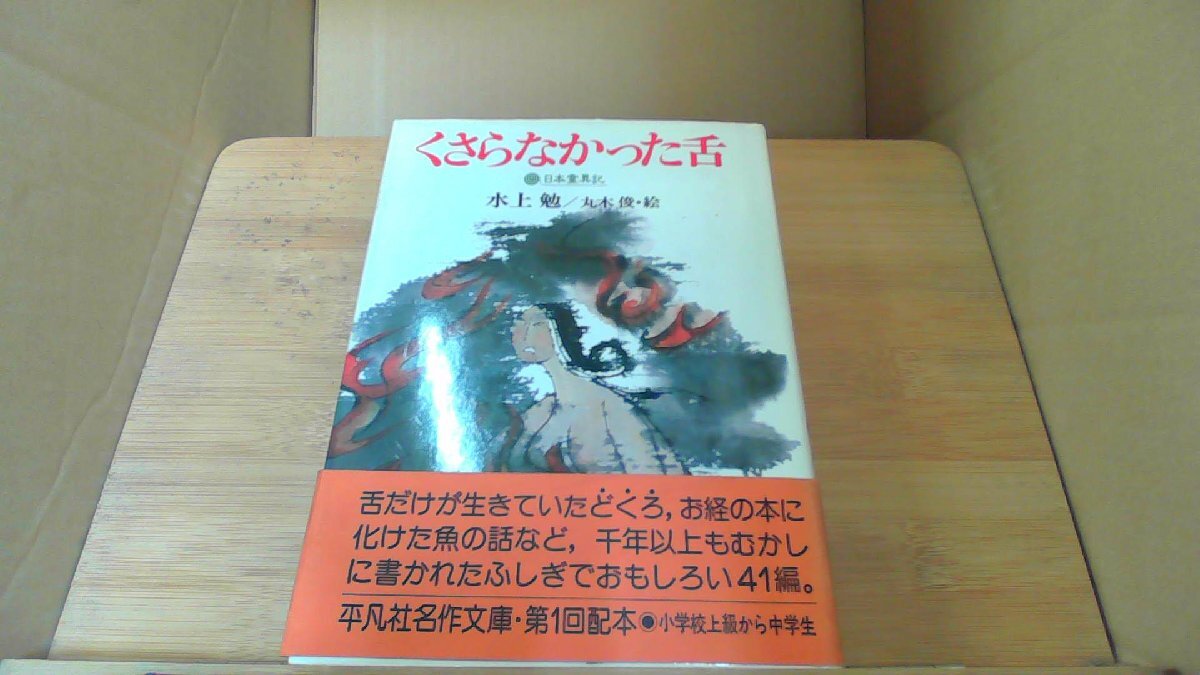 くさらなかった舌
日本霊異記
水上 勉/丸木 俊・絵
舌だけが生きていたどくろ,お経の本に
化けた魚の話など,千年以上もむかし
に書かれたふしぎでおもしろい41編。
平凡社名作文庫・第1回配本●小学校上級から中学生